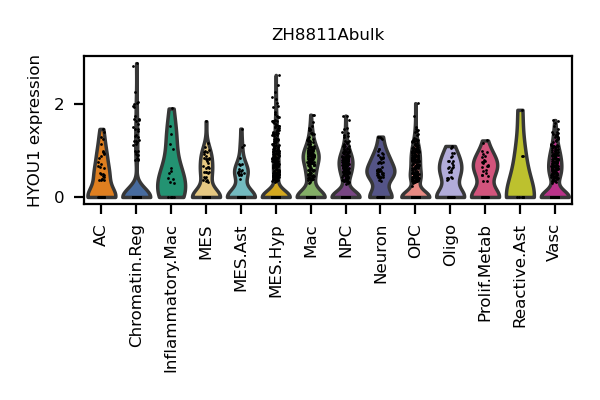 ZH8811Abulk
HYOU1 expression
2
0
AC
Chromatin.Reg
Inflammatory.Mac
MES
MES.Ast
MES.Hyp
Mac
NPC
Neuron
OPC
Oligo
Prolif.Metab
Reactive.Ast
Vasc